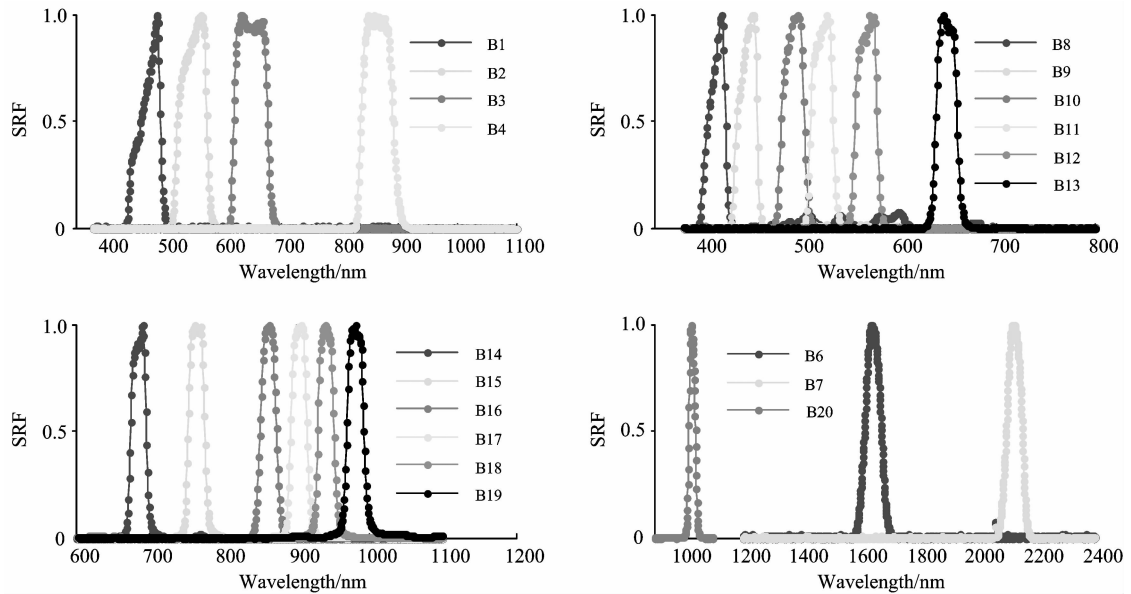 1.0
0.5
0
SRF
400 500 600 700 800 900 1000 1100
Wavelength/nm
B1
B2
B3
B4
1.0
0.5
0
SRF
400 500 600 700 800
Wavelength/nm
B8
B9
B10
B11
B12
B13
1.0
0.5
0
SRF
600 700 800 900 1000 1100 1200
Wavelength/nm
B14
B15
B16
B17
B18
B19
1.0
0.5
0
SRF
1000 1200 1400 1600 1800 2000 2200 2400
Wavelength/nm
B6
B7
B20